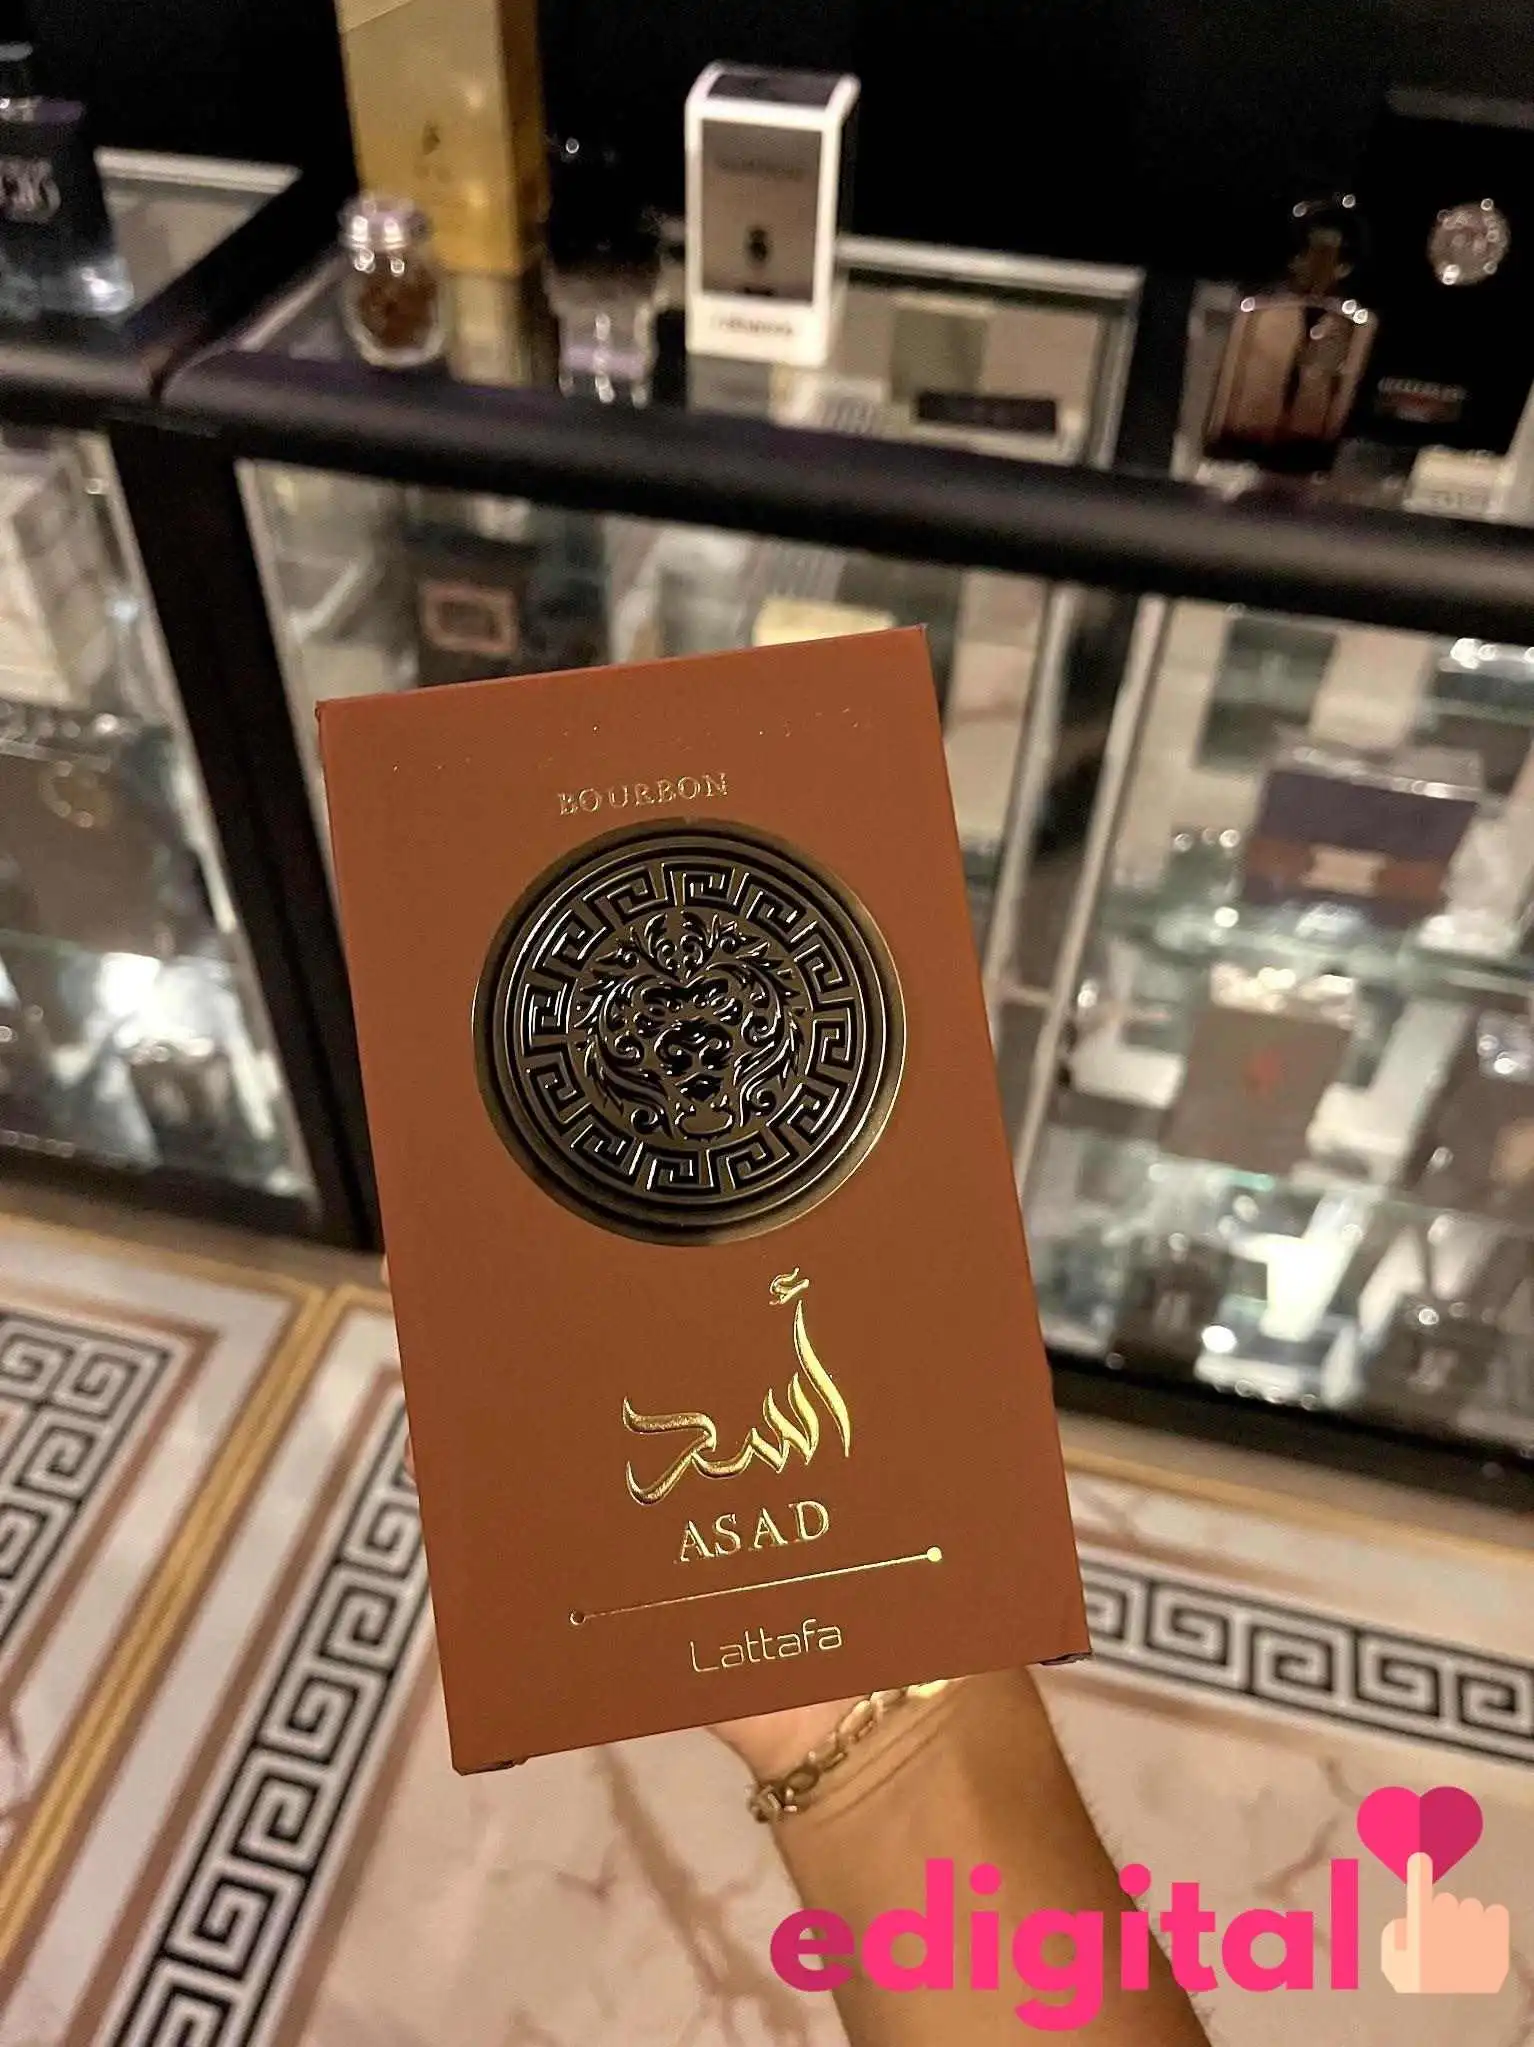 BOURBON
أسد
ASAD
Lattafa
edigital